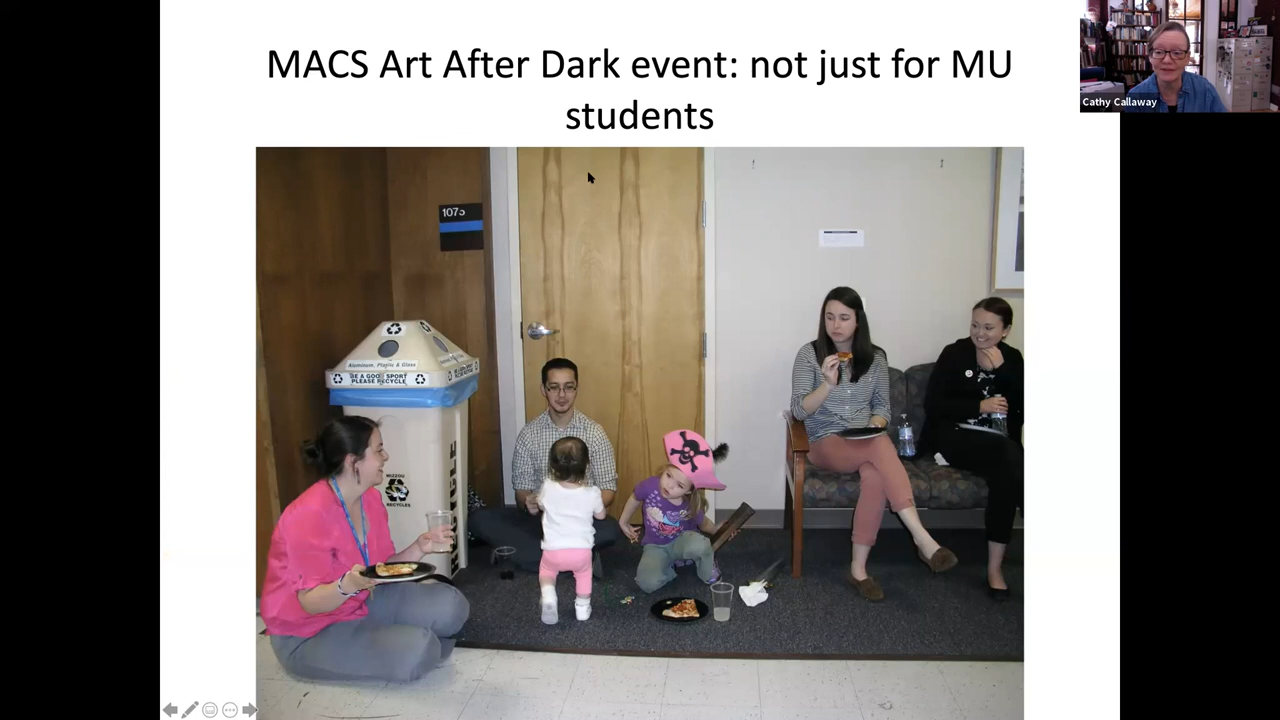 MACS Art After Dark event: not just for MU
students
Cathy Callaway
107
Aluminum, Plastic & Glass
BE A GOOD SPORT
PLEASE RECYCLE
MIZZOU
RECYCLES